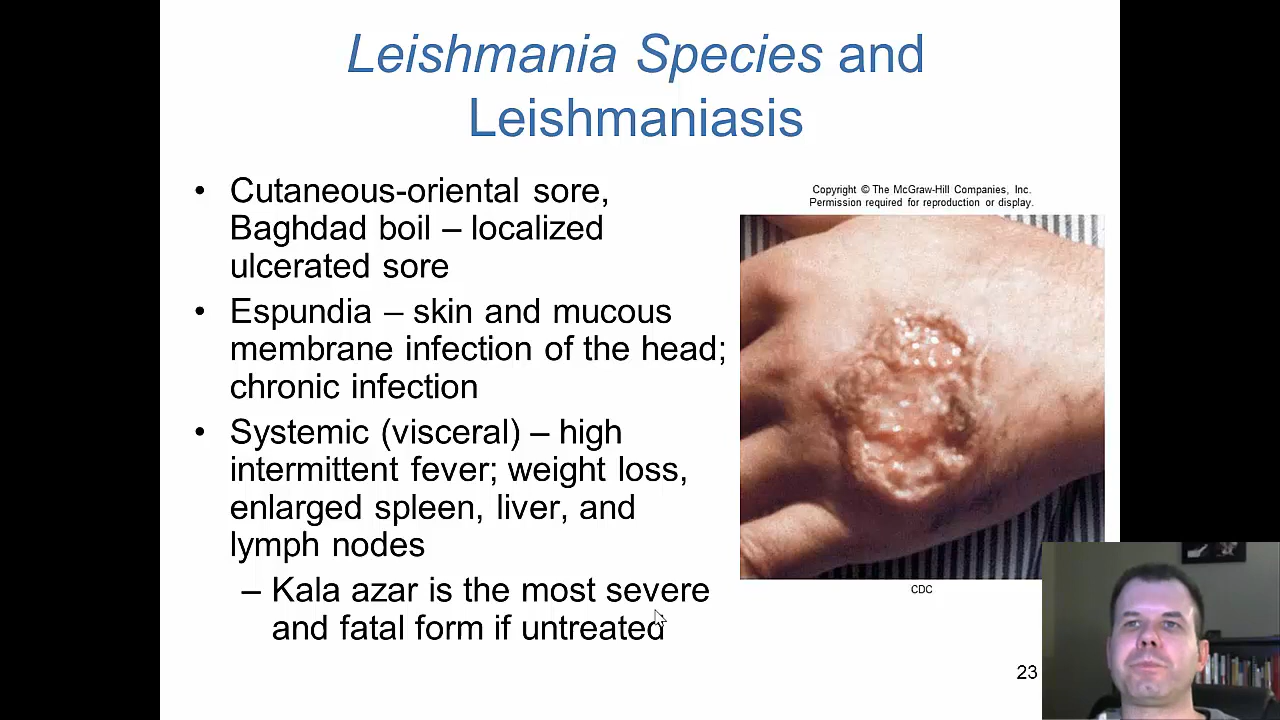 Leishmania Species and
Leishmaniasis
• Cutaneous-oriental sore,
Baghdad boil – localized
ulcerated sore
• Espundia – skin and mucous
membrane infection of the head;
chronic infection
• Systemic (visceral) – high
intermittent fever; weight loss,
enlarged spleen, liver, and
lymph nodes
– Kala azar is the most severe
and fatal form if untreated
Copyright © The McGraw-Hill Companies, Inc.
Permission required for reproduction or display.
CDC
23